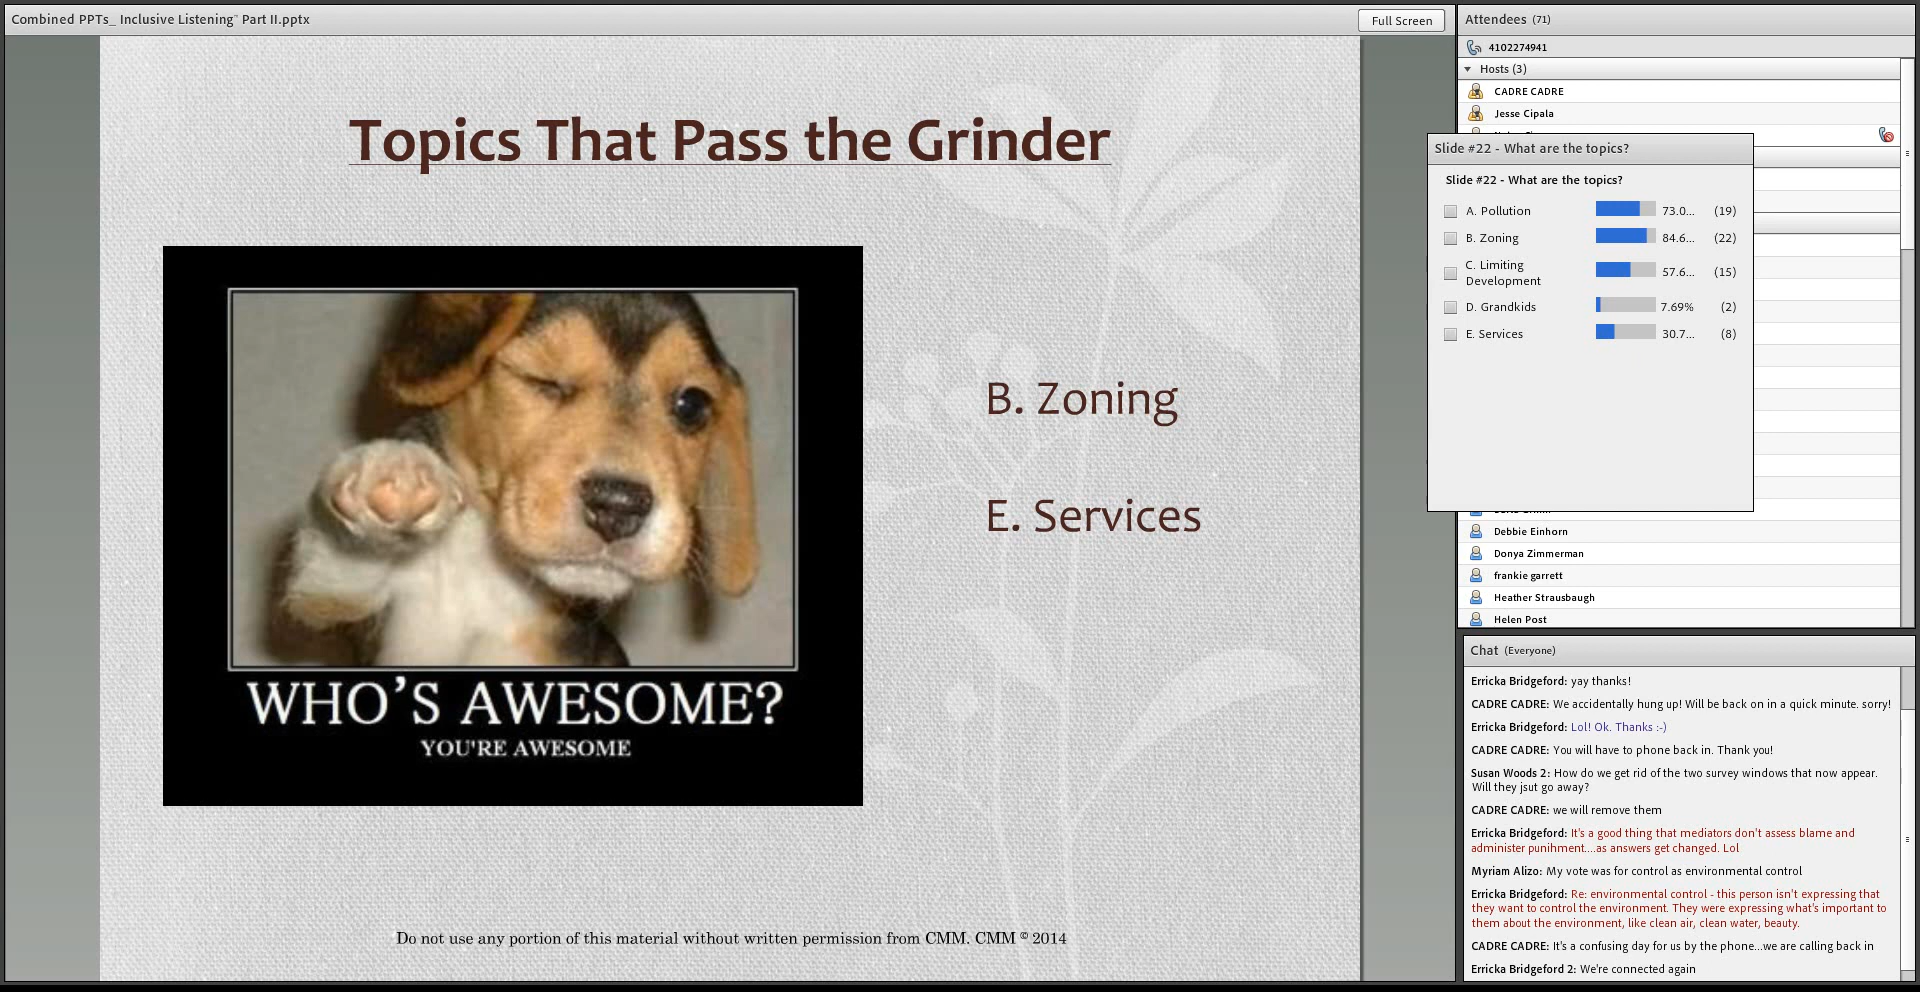 Combined PPTs_ Inclusive Listening™ Part II.pptx
Full Screen
Topics That Pass the Grinder
WHO'S AWESOME?
YOU'RE AWESOME
B. Zoning
E. Services
Do not use any portion of this material without written permission from CMM. CMM © 2014
Attendees (71)
4102274941
Hosts (3)
CADRE CADRE
Jesse Cipala
Slide #22 - What are the topics?
Slide #22 - What are the topics?
A. Pollution 73.0... (19)
B. Zoning 84.6... (22)
C. Limiting
Development 57.6... (15)
D. Grandkids 7.69% (2)
E. Services 30.7... (8)
Debbie Einhorn
Donya Zimmerman
frankie garrett
Heather Strausbaugh
Helen Post
Chat (Everyone)
Erricka Bridgeford: yay thanks!
CADRE CADRE: We accidentally hung up! Will be back on in a quick minute. sorry!
Erricka Bridgeford: Lol! Ok. Thanks :-)
CADRE CADRE: You will have to phone back in. Thank you!
Susan Woods 2: How do we get rid of the two survey windows that now appear.
Will they jsut go away?
CADRE CADRE: we will remove them
Erricka Bridgeford: It's a good thing that mediators don't assess blame and
administer punihment....as answers get changed. Lol
Myriam Alizo: My vote was for control as environmental control
Erricka Bridgeford: Re: environmental control - this person isn't expressing that
they want to control the environment. They were expressing what's important to
them about the environment, like clean air, clean water, beauty.
CADRE CADRE: It's a confusing day for us by the phone...we are calling back in
Erricka Bridgeford 2: We're connected again